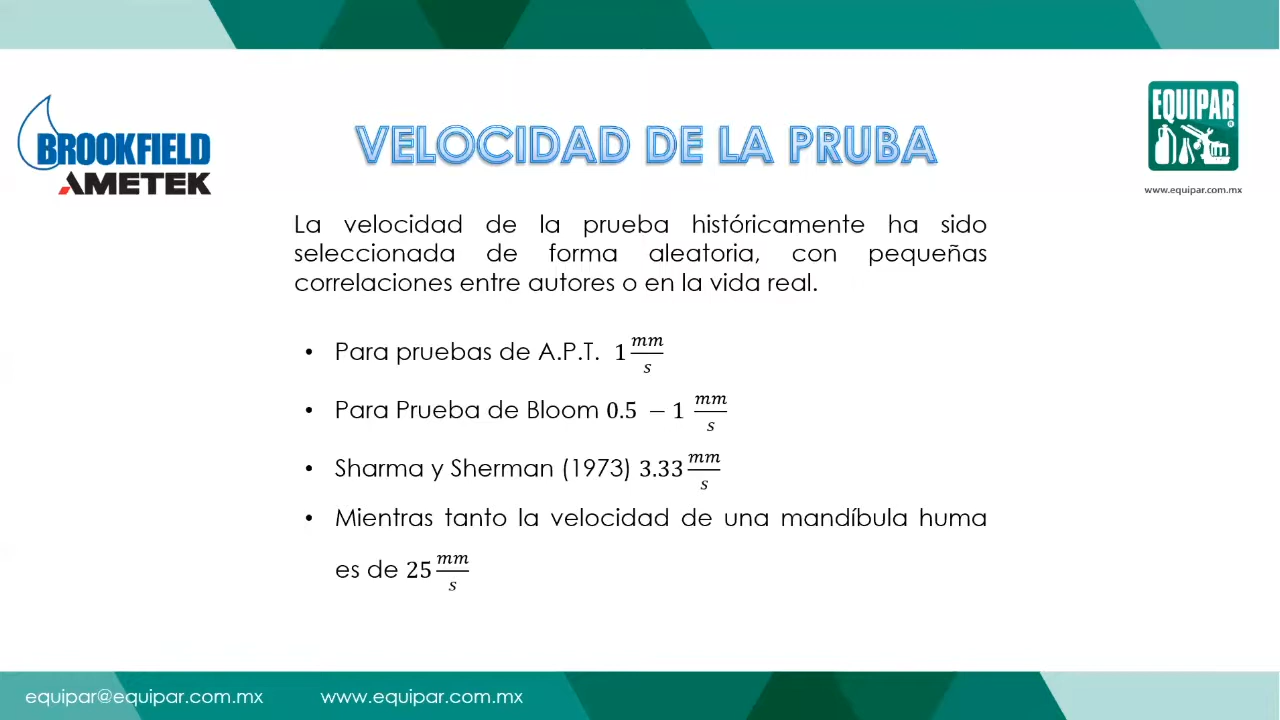 BROOKFIELD
AMETEK
EQUIPAR
www.equipar.com.mx
VELOCIDAD DE LA PRUBA
La velocidad de la prueba históricamente ha sido
seleccionada de forma aleatoria, con pequeñas
correlaciones entre autores o en la vida real.
• Para pruebas de A.P.T. 1 mm/s
• Para Prueba de Bloom 0.5 − 1 mm/s
• Sharma y Sherman (1973) 3.33 mm/s
• Mientras tanto la velocidad de una mandíbula huma
es de 25 mm/s
equipar@equipar.com.mx www.equipar.com.mx